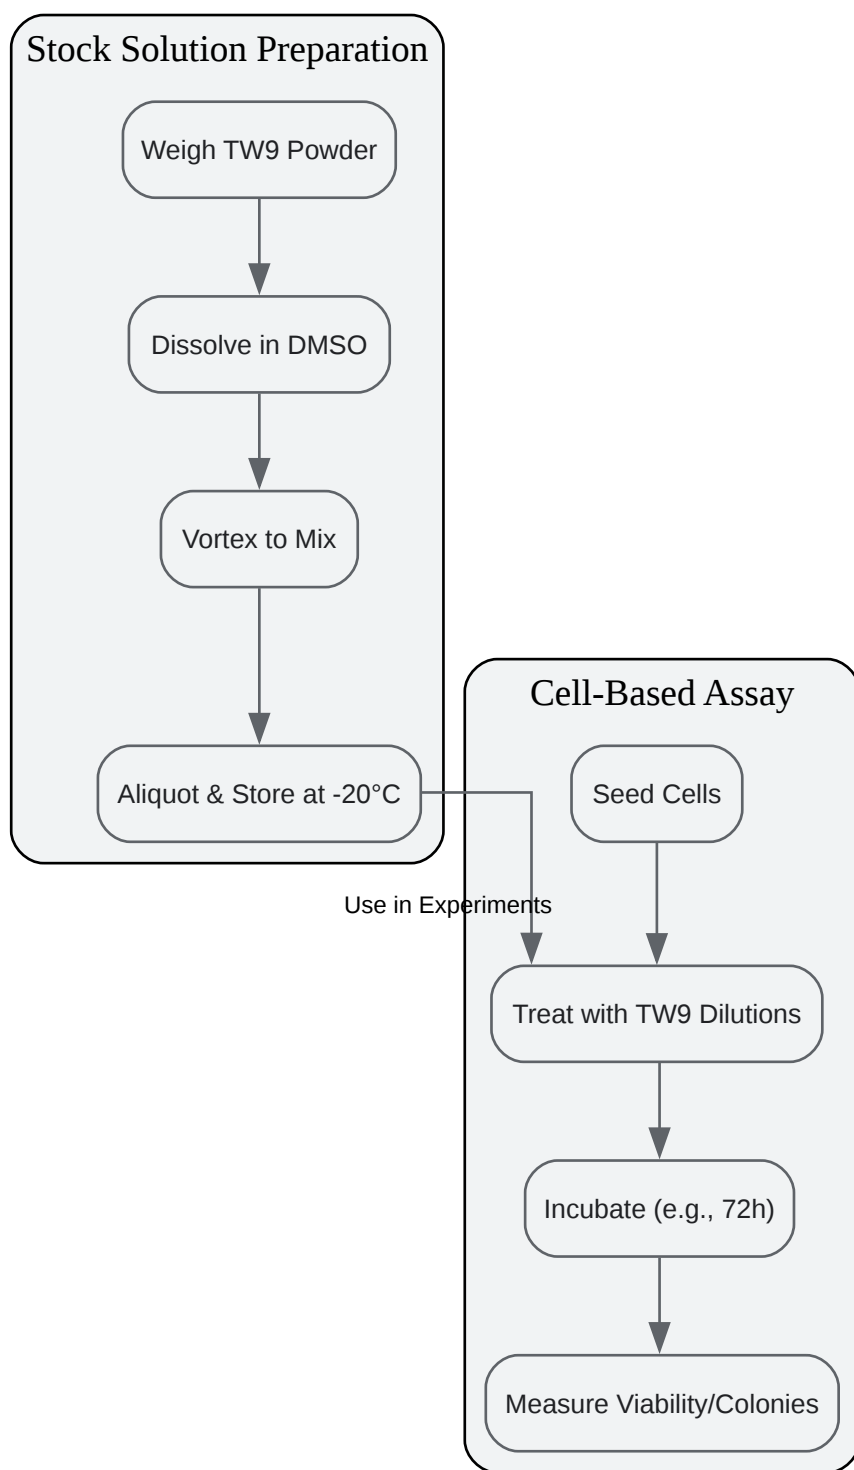 Stock Solution Preparation
Weigh TW9 Powder
Dissolve in DMSO
Vortex to Mix
Aliquot & Store at -20°C
Use in Experiments
Cell-Based Assay
Seed Cells
Treat with TW9 Dilutions
Incubate (e.g., 72h)
Measure Viability/Colonies